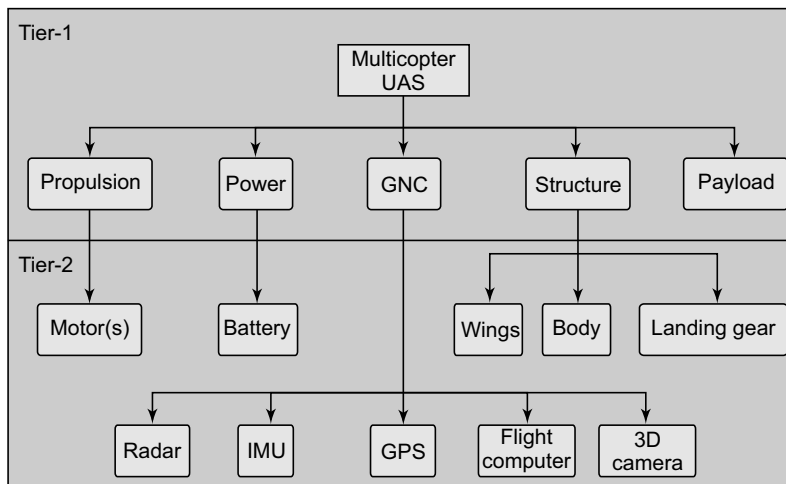 Tier-1
Multicopter
UAS
Propulsion
Power
GNC
Structure
Payload
Tier-2
Motor(s)
Battery
Wings
Body
Landing gear
Radar
IMU
GPS
Flight
computer
3D
camera